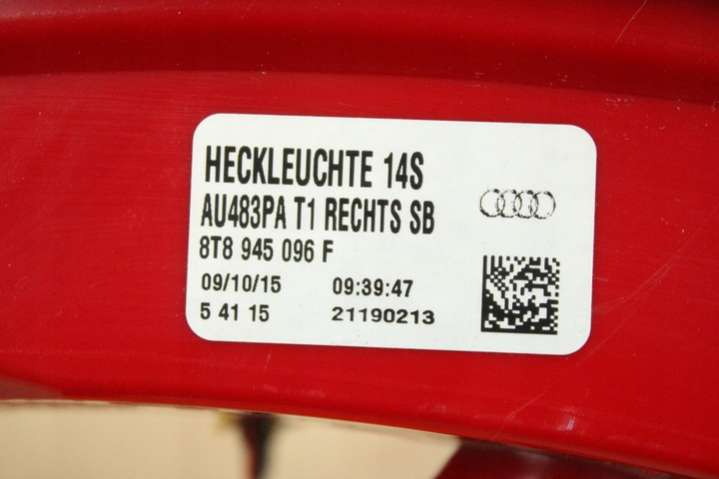 HECKLEUCHTE 14S
AU483PA T1 RECHTS SB
8T8 945 096 F
09/10/15 09:39:47
5 41 15 21190213